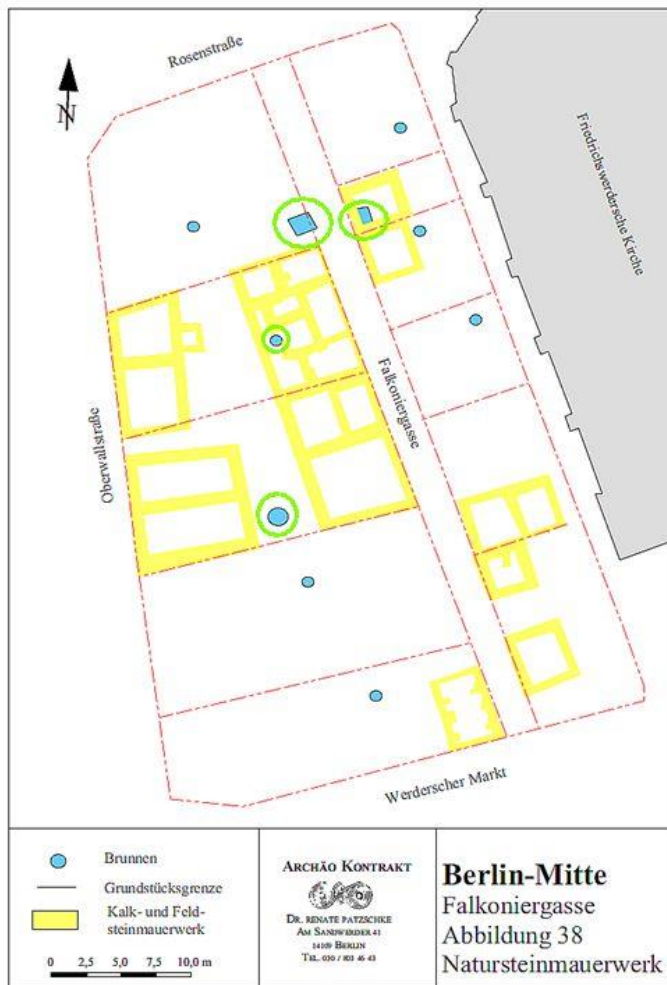 Rosenstraße
N
Friedrichswerdersche Kirche
Oberwallstraße
Falkoniergasse
Werderscher Markt
Brunnen
Grundstücksgrenze
Kalk- und Feld-
steinmauerwerk
0 2,5 5,0 7,5 10,0 m
ARCHÄO KONTRAKT
DR. RENATE PATZSCHKE
AM SANDWERDER 41
14109 BERLIN
TEL. 030 / 803 46 43
Berlin-Mitte
Falkoniergasse
Abbildung 38
Natursteinmauerwerk